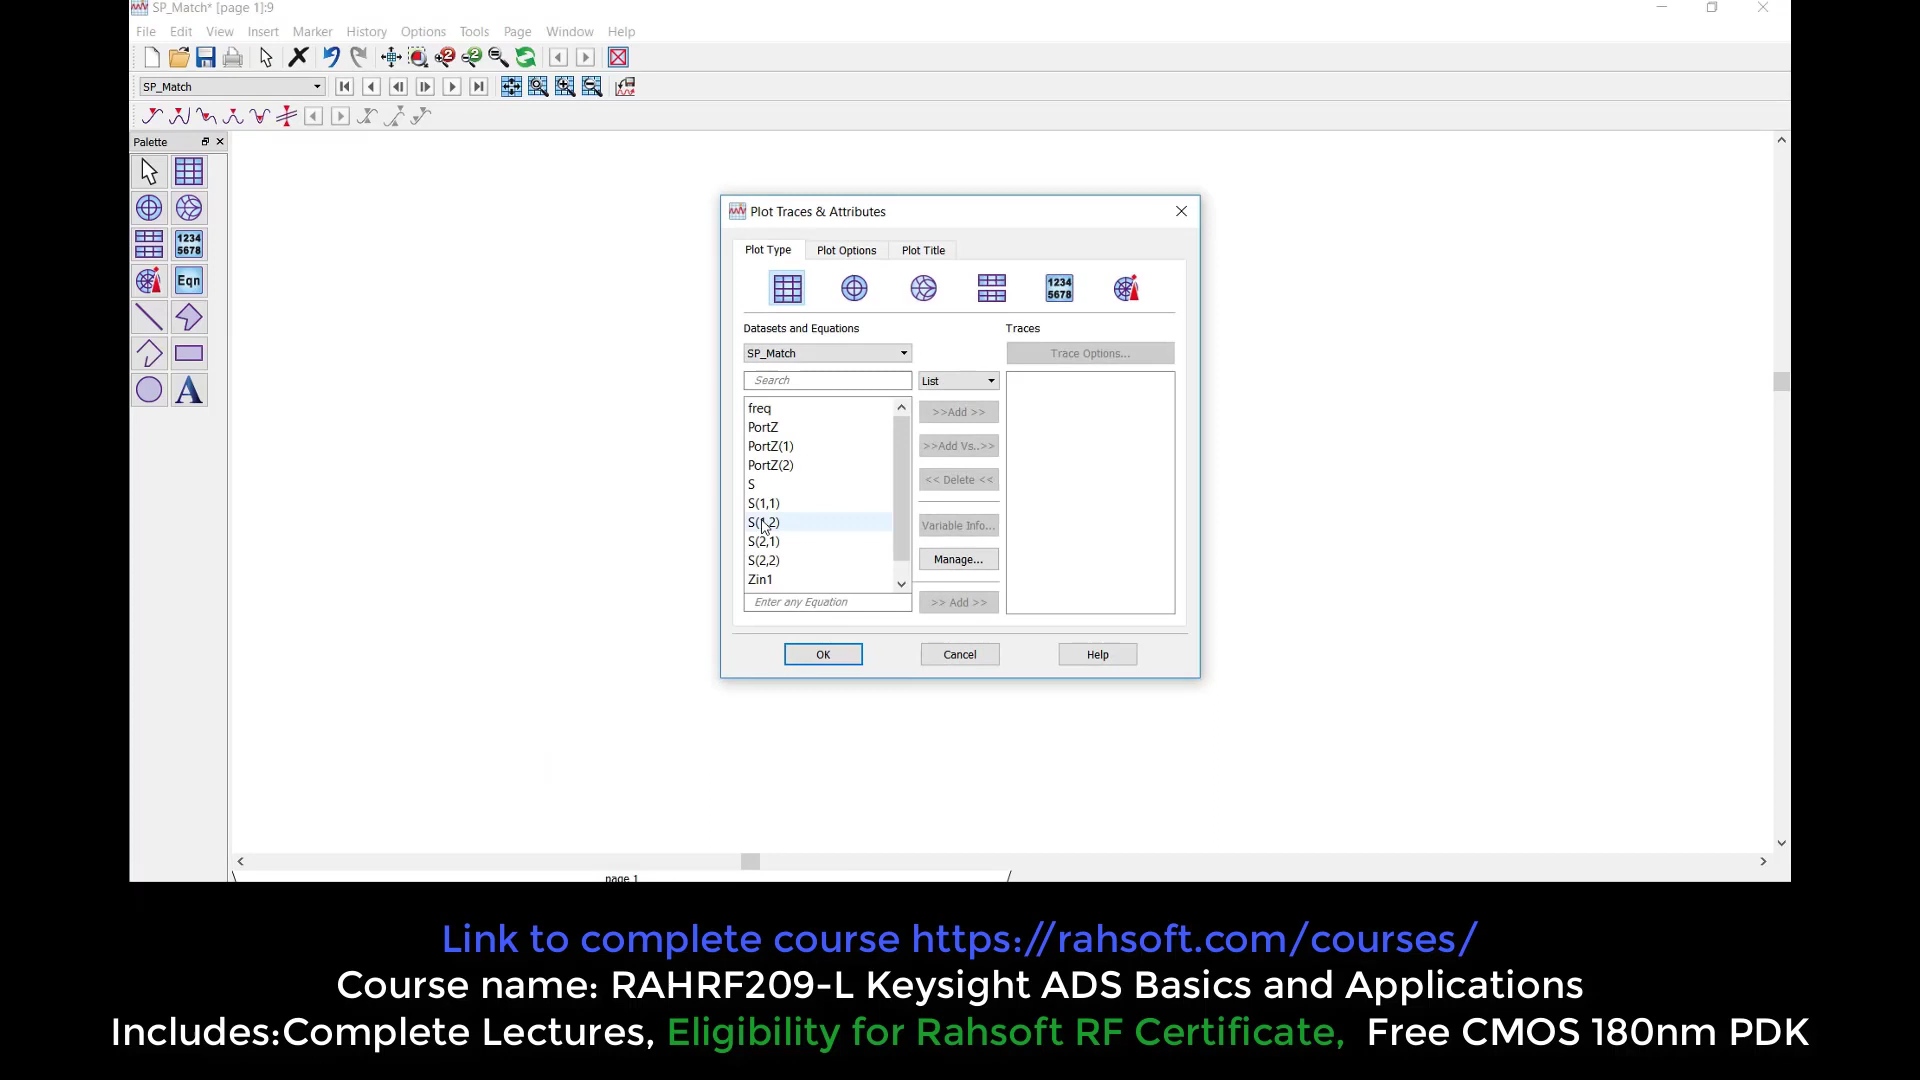 SP_Match* [page 1]:9
File Edit View Insert Marker History Options Tools Page Window Help
SP_Match
Palette
1234
5678
Eqn
A
Plot Traces & Attributes
Plot Type Plot Options Plot Title
1234
5678
Datasets and Equations Traces
SP_Match Trace Options...
Search List
freq
>>Add >>
PortZ
PortZ(1) >>Add Vs..>>
PortZ(2)
S << Delete <<
S(1,1)
S(1,2) Variable Info...
S(2,1)
S(2,2) Manage...
Zin1
Enter any Equation >> Add >>
OK Cancel Help
page 1
Link to complete course https://rahsoft.com/courses/
Course name: RAHRF209-L Keysight ADS Basics and Applications
Includes:Complete Lectures, Eligibility for Rahsoft RF Certificate, Free CMOS 180nm PDK